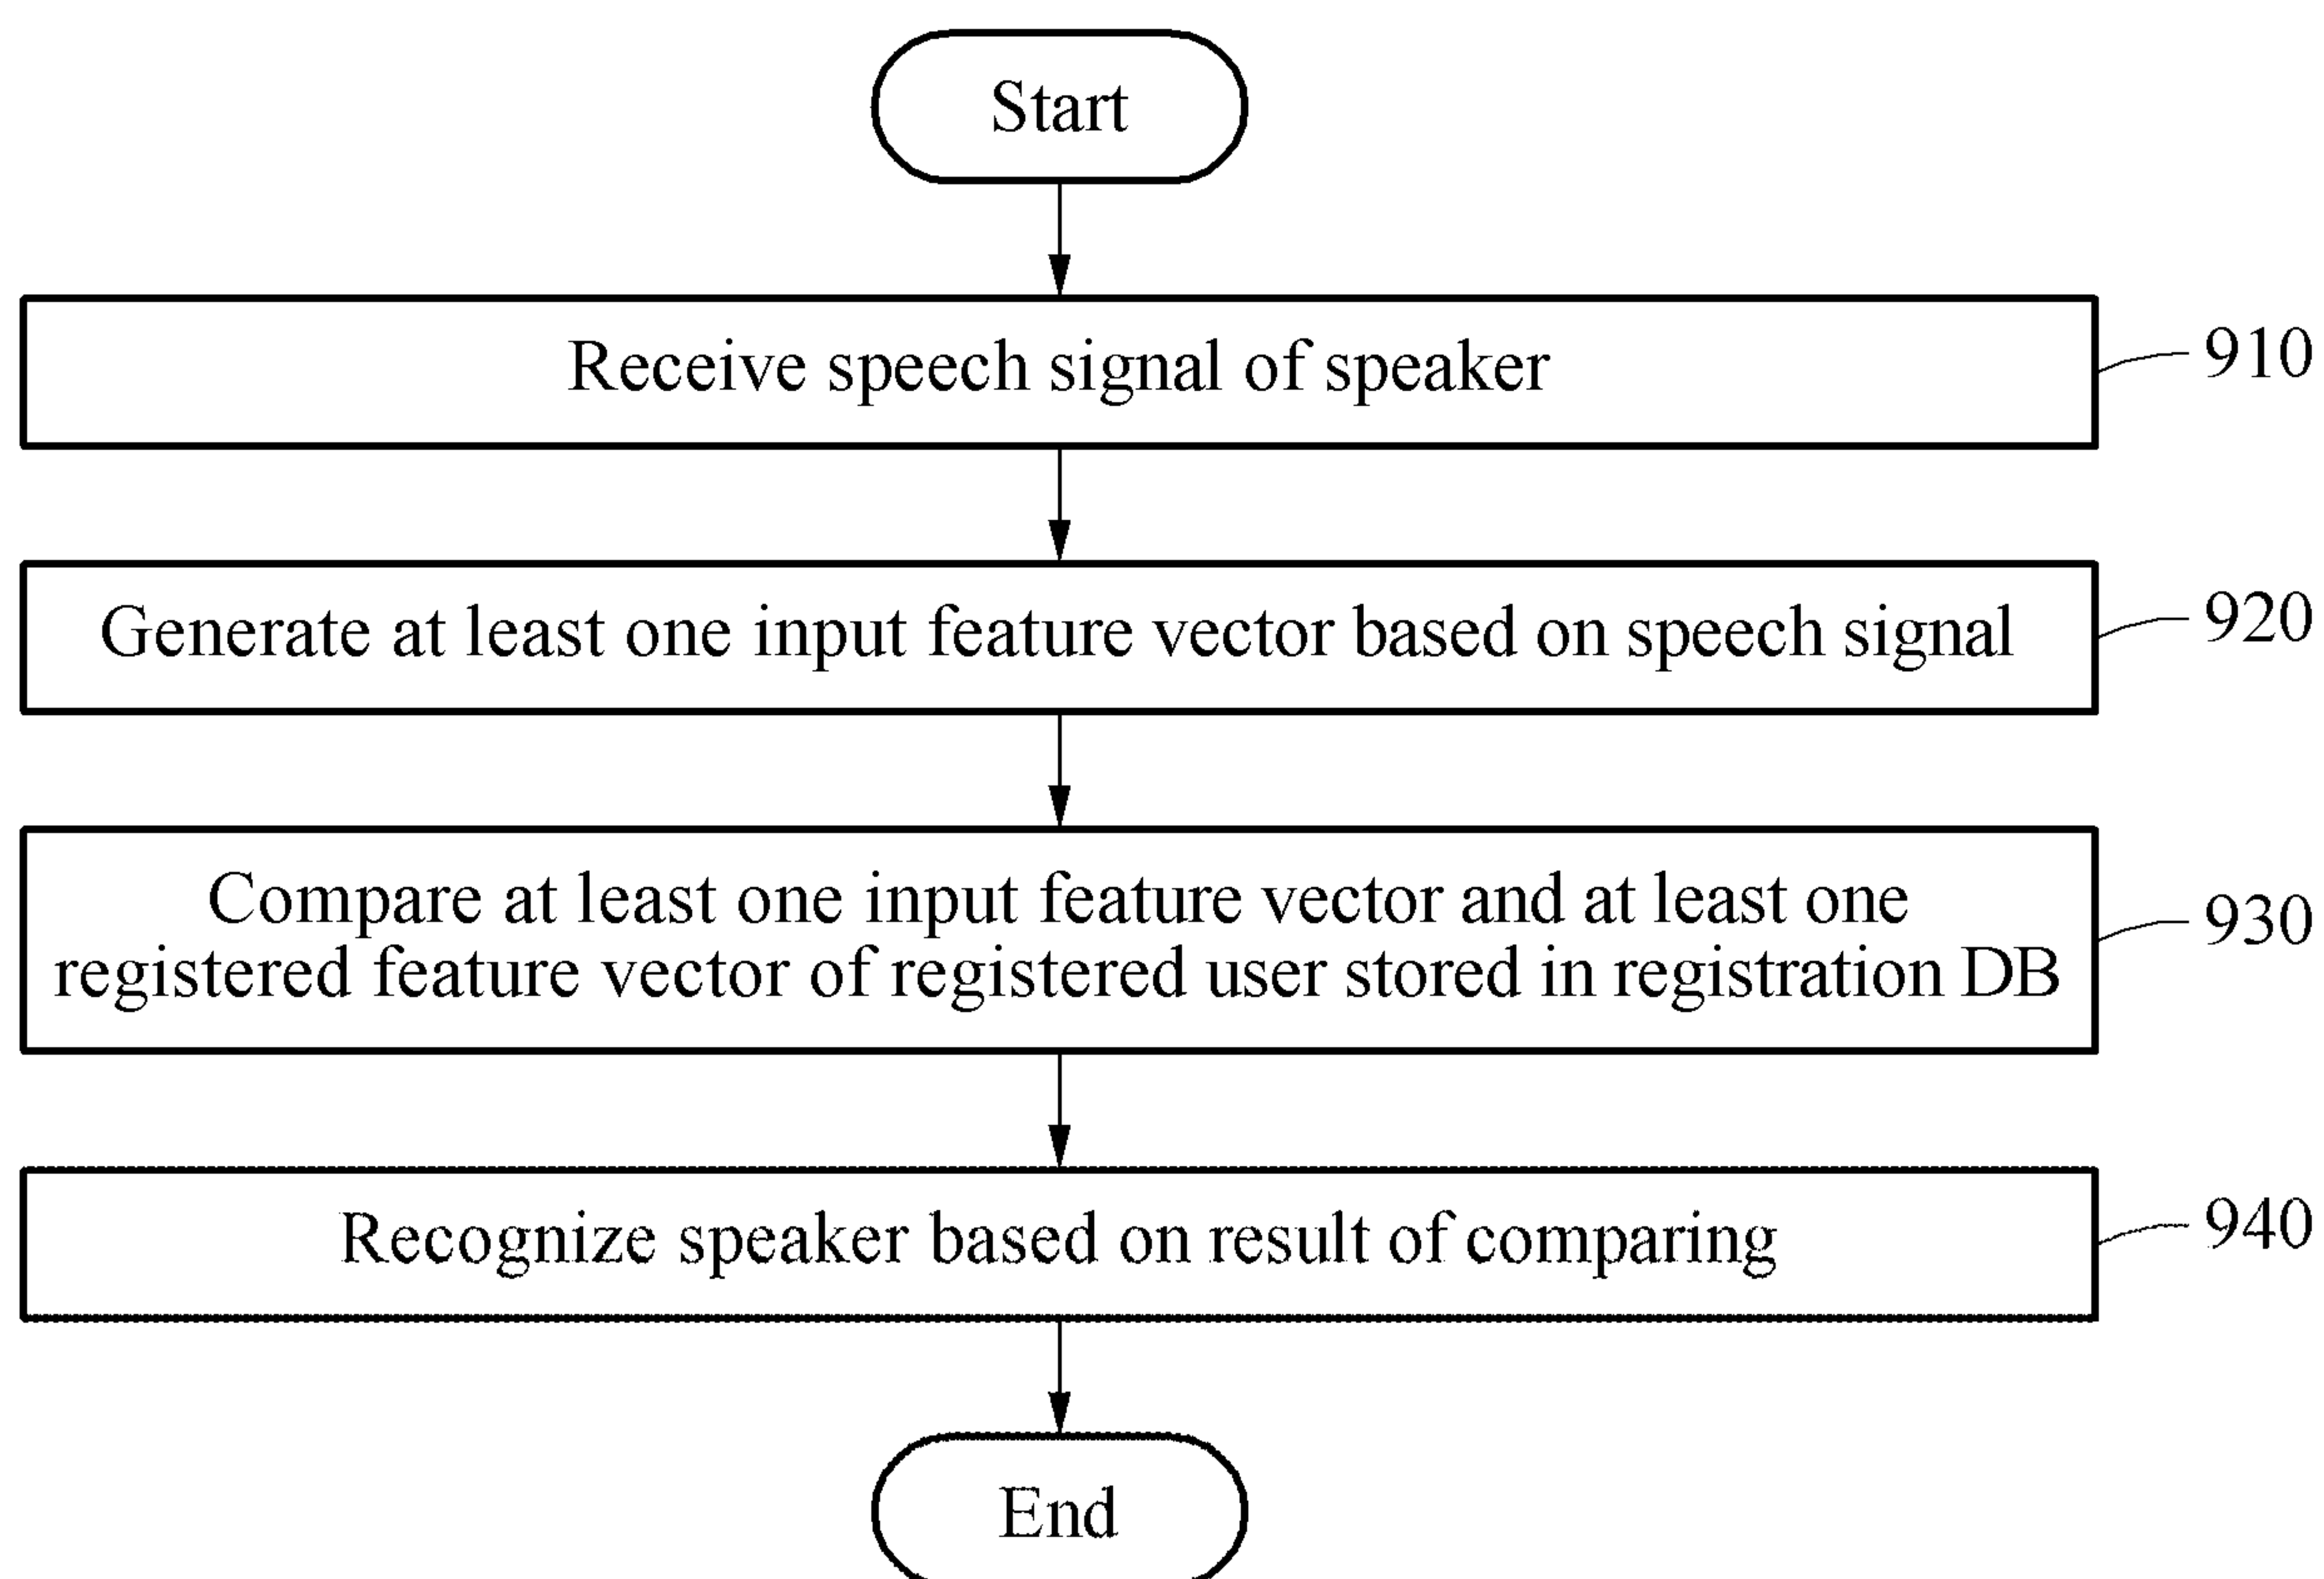 Start
Receive speech signal of speaker
910
Generate at least one input feature vector based on speech signal
920
Compare at least one input feature vector and at least one
registered feature vector of registered user stored in registration DB
930
Recognize speaker based on result of comparing
940
End